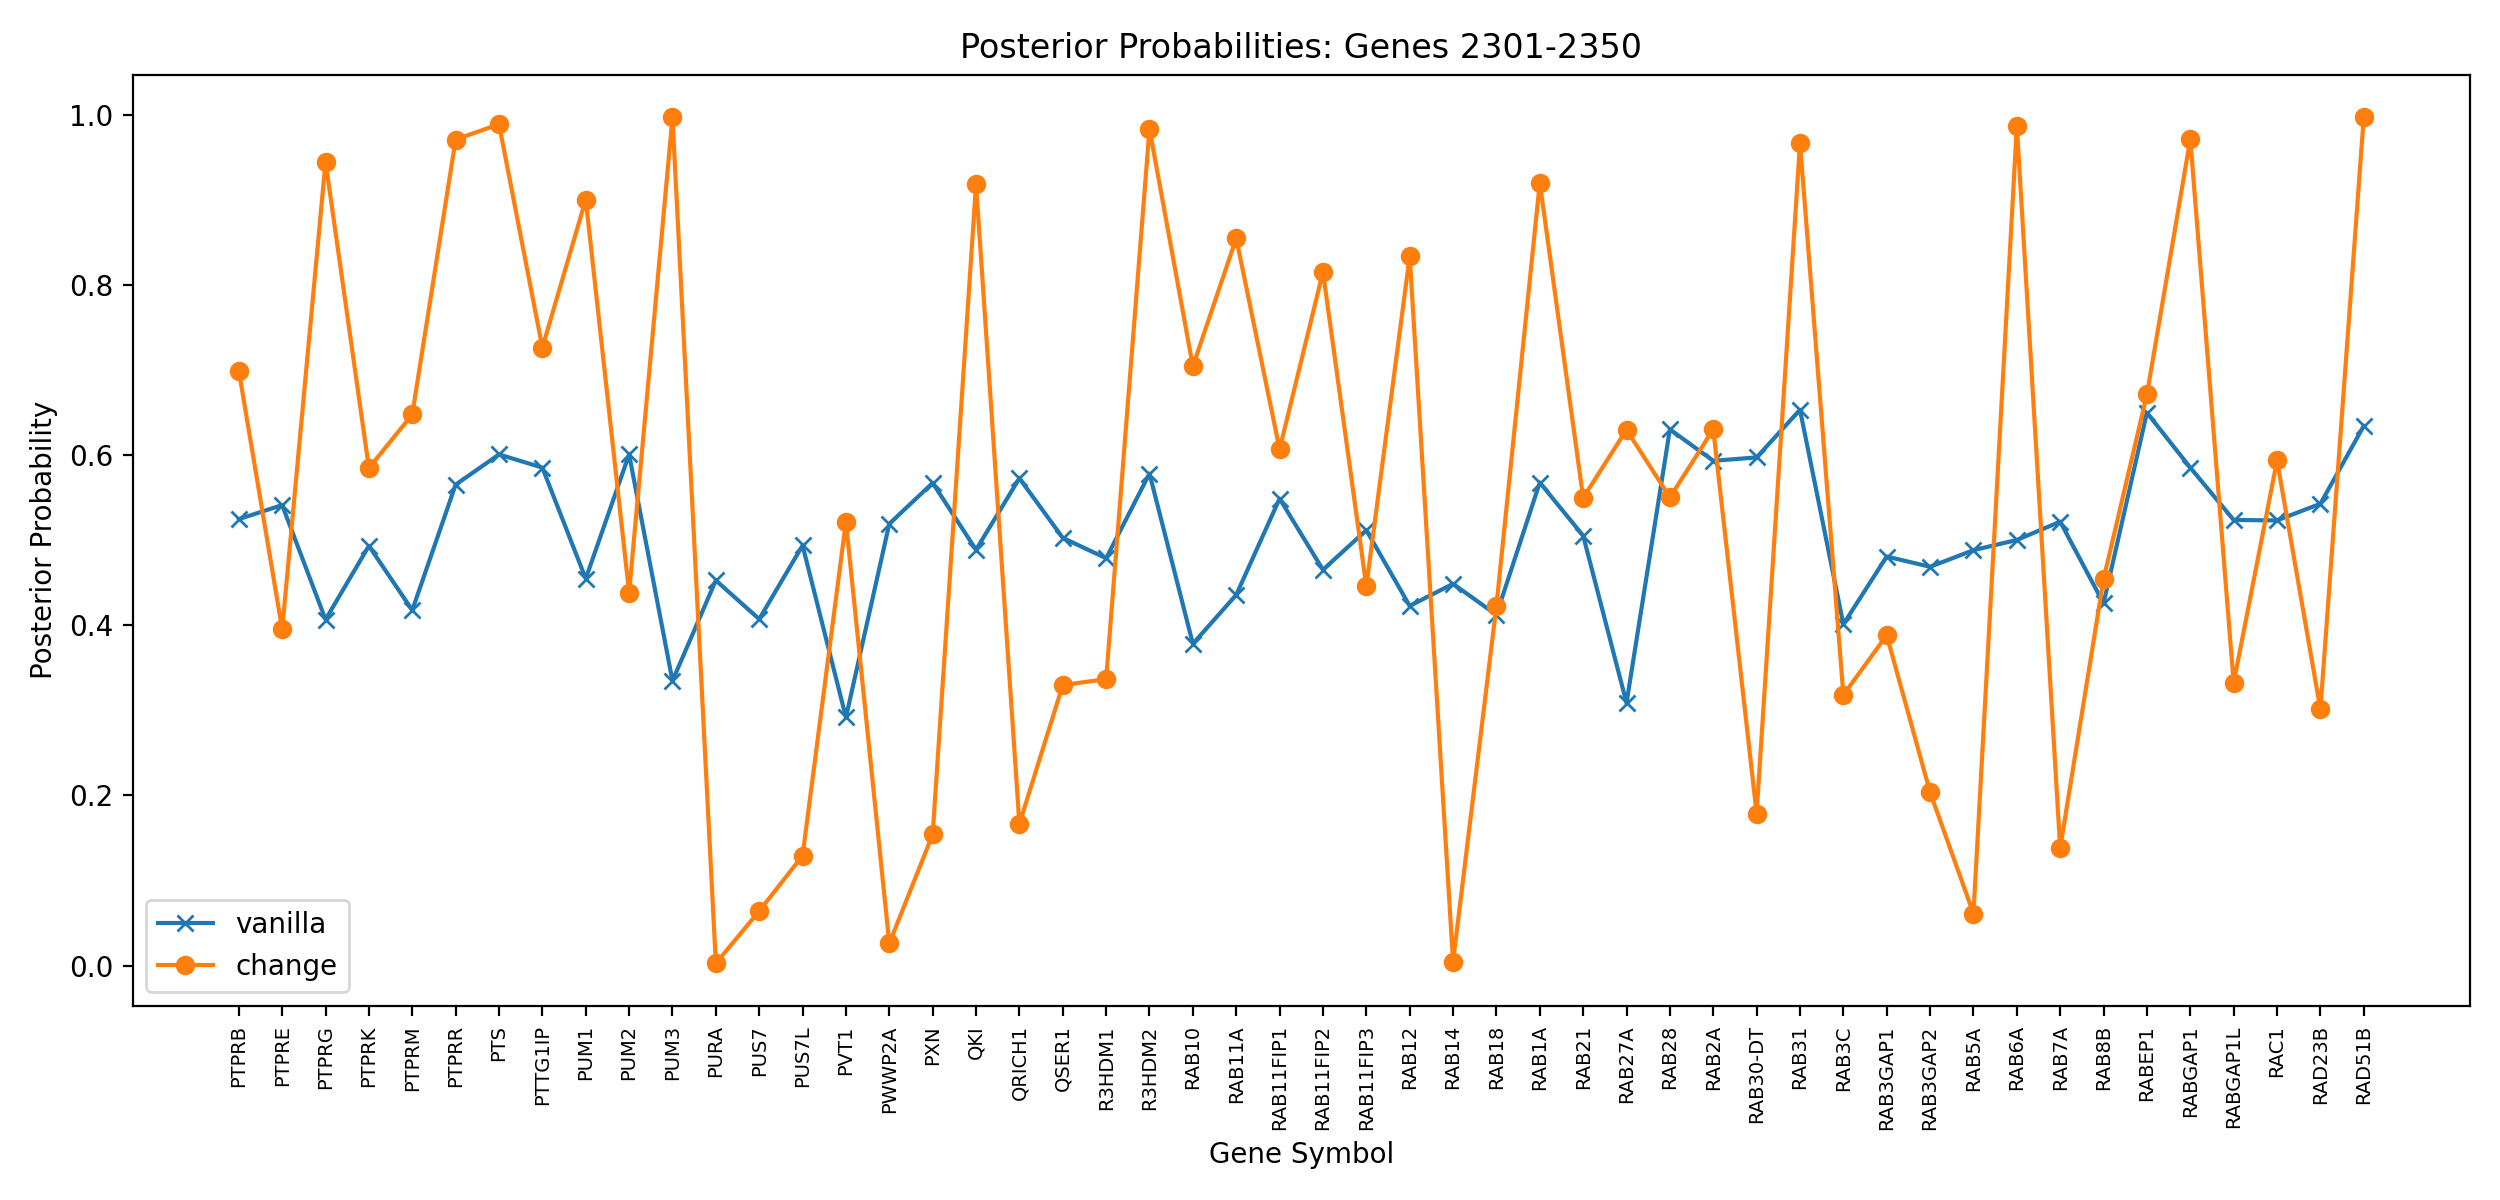 Posterior Probabilities: Genes 2301-2350
Posterior Probability
1.0
0.8
0.6
0.4
0.2
0.0
vanilla
change
PTPRB
PTPRE
PTPRG
PTPRK
PTPRM
PTPRR
PTS
PTTG1IP
PUM1
PUM2
PUM3
PURA
PUS7
PUS7L
PVT1
PWWP2A
PXN
QKI
QRICH1
QSER1
R3HDM1
R3HDM2
RAB10
RAB11A
RAB11FIP1
RAB11FIP2
RAB11FIP3
RAB12
RAB14
RAB18
RAB1A
RAB21
RAB27A
RAB28
RAB2A
RAB30-DT
RAB31
RAB3C
RAB3GAP1
RAB3GAP2
RAB5A
RAB6A
RAB7A
RAB8B
RABEP1
RABGAP1
RABGAP1L
RAC1
RAD23B
RAD51B
Gene Symbol